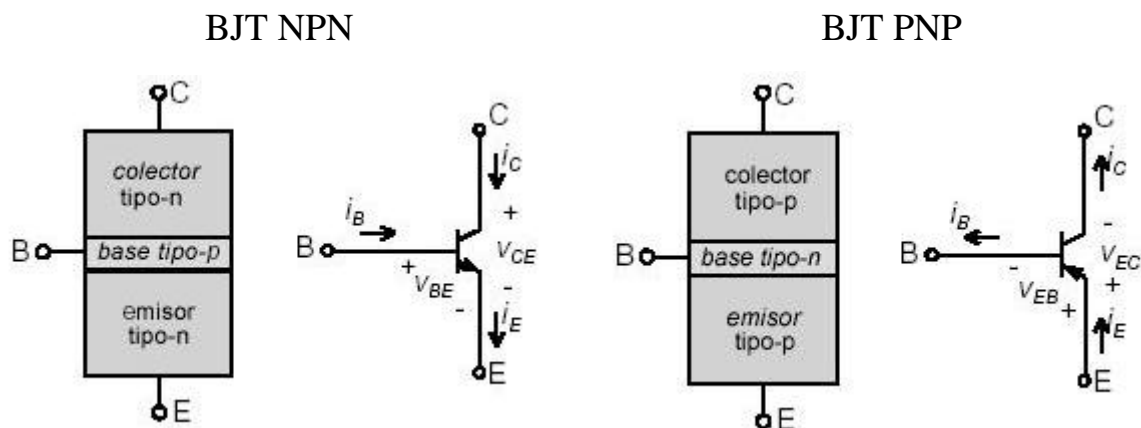 BJT NPN
C
colector
tipo-n
B
base tipo-p
emisor
tipo-n
E
C
iC
iB
+
B
vCE
+
vBE
-
-
iE
E
BJT PNP
C
colector
tipo-p
B
base tipo-n
emisor
tipo-p
E
C
iC
iB
-
B
vEC
-
vEB
+
+
iE
E